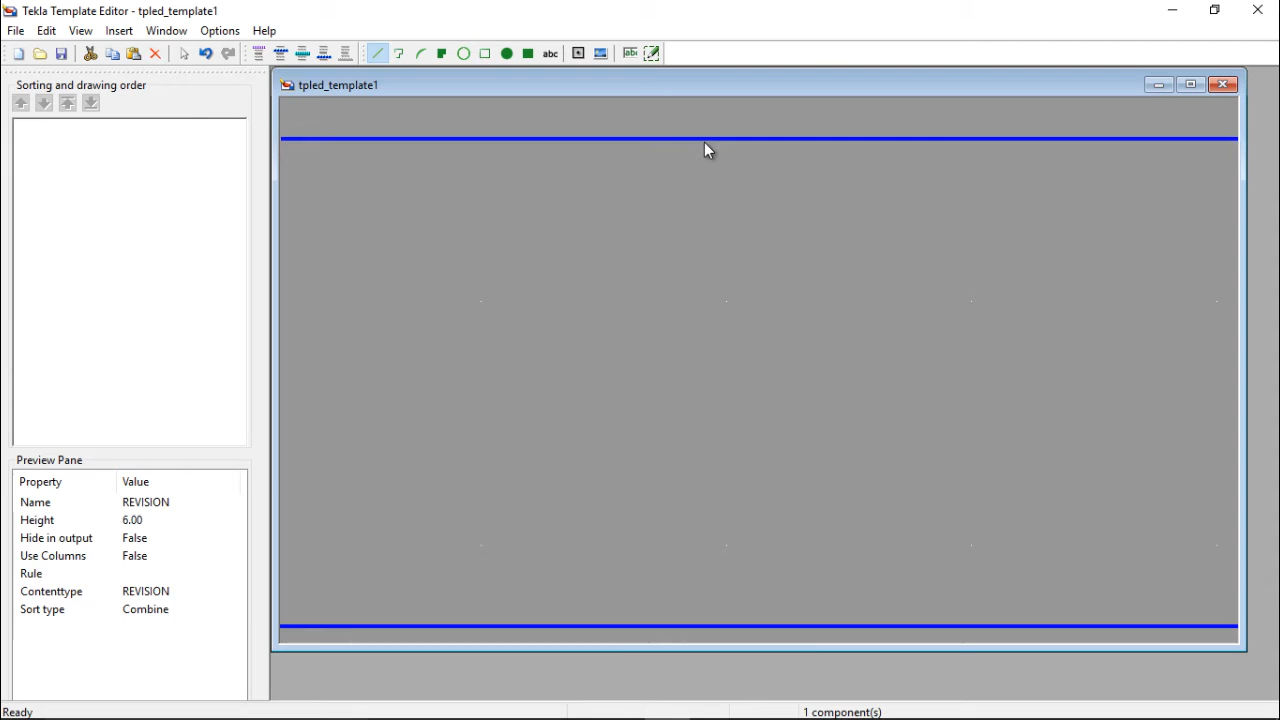 Tekla Template Editor - tpled_template1
File Edit View Insert Window Options Help
abc abc
Sorting and drawing order
tpled_template1
Preview Pane
Property Value
Name REVISION
Height 6.00
Hide in output False
Use Columns False
Rule
Contenttype REVISION
Sort type Combine
Ready 1 component(s)